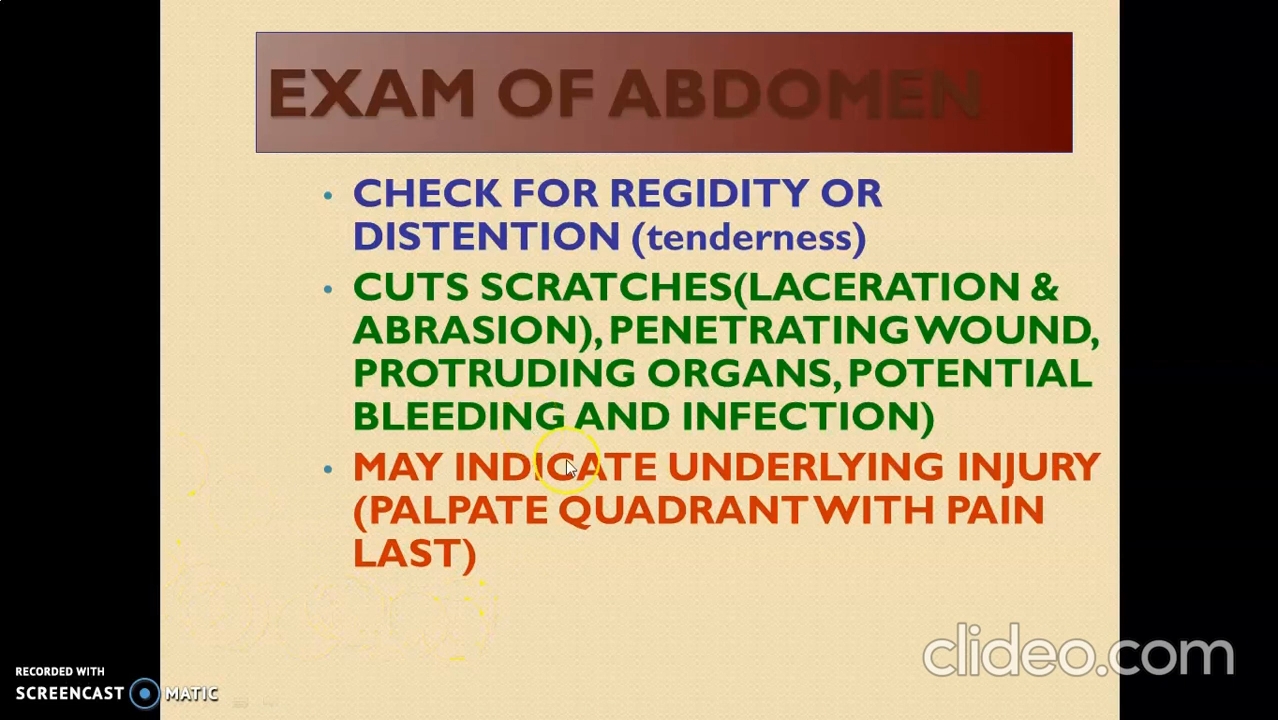 EXAM OF ABDOMEN
• CHECK FOR REGIDITY OR
DISTENTION (tenderness)
• CUTS SCRATCHES(LACERATION &
ABRASION), PENETRATING WOUND,
PROTRUDING ORGANS, POTENTIAL
BLEEDING AND INFECTION)
• MAY INDICATE UNDERLYING INJURY
(PALPATE QUADRANT WITH PAIN
LAST)
clideo.com
RECORDED WITH
SCREENCAST MATIC